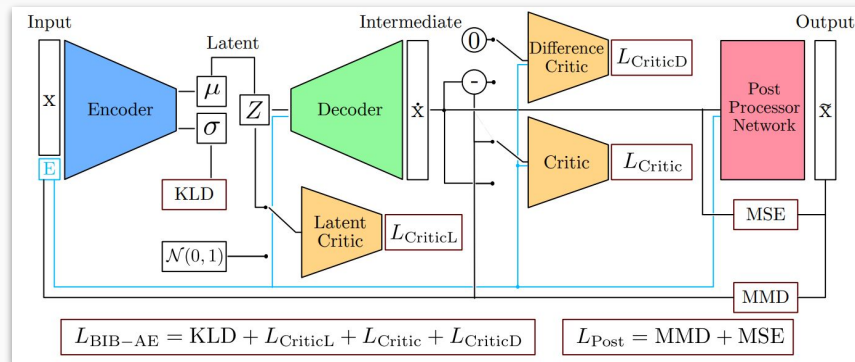 Input
Latent
Intermediate
Output
x
E
Encoder
μ
σ
KLD
Z
𝒩(0, 1)
Latent
Critic
L_CriticL
Decoder
ẋ
0
-
Difference
Critic
L_CriticD
Critic
L_Critic
Post
Processor
Network
x̃
MSE
MMD
L_BIB−AE = KLD + L_CriticL + L_Critic + L_CriticD
L_Post = MMD + MSE